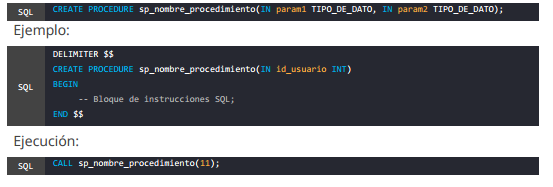 SQL
CREATE PROCEDURE sp_nombre_procedimiento(IN param1 TIPO_DE_DATO, IN param2 TIPO_DE_DATO);
Ejemplo:
SQL
DELIMITER $$
CREATE PROCEDURE sp_nombre_procedimiento(IN id_usuario INT)
BEGIN
-- Bloque de instrucciones SQL;
END $$
Ejecución:
SQL
CALL sp_nombre_procedimiento(11);